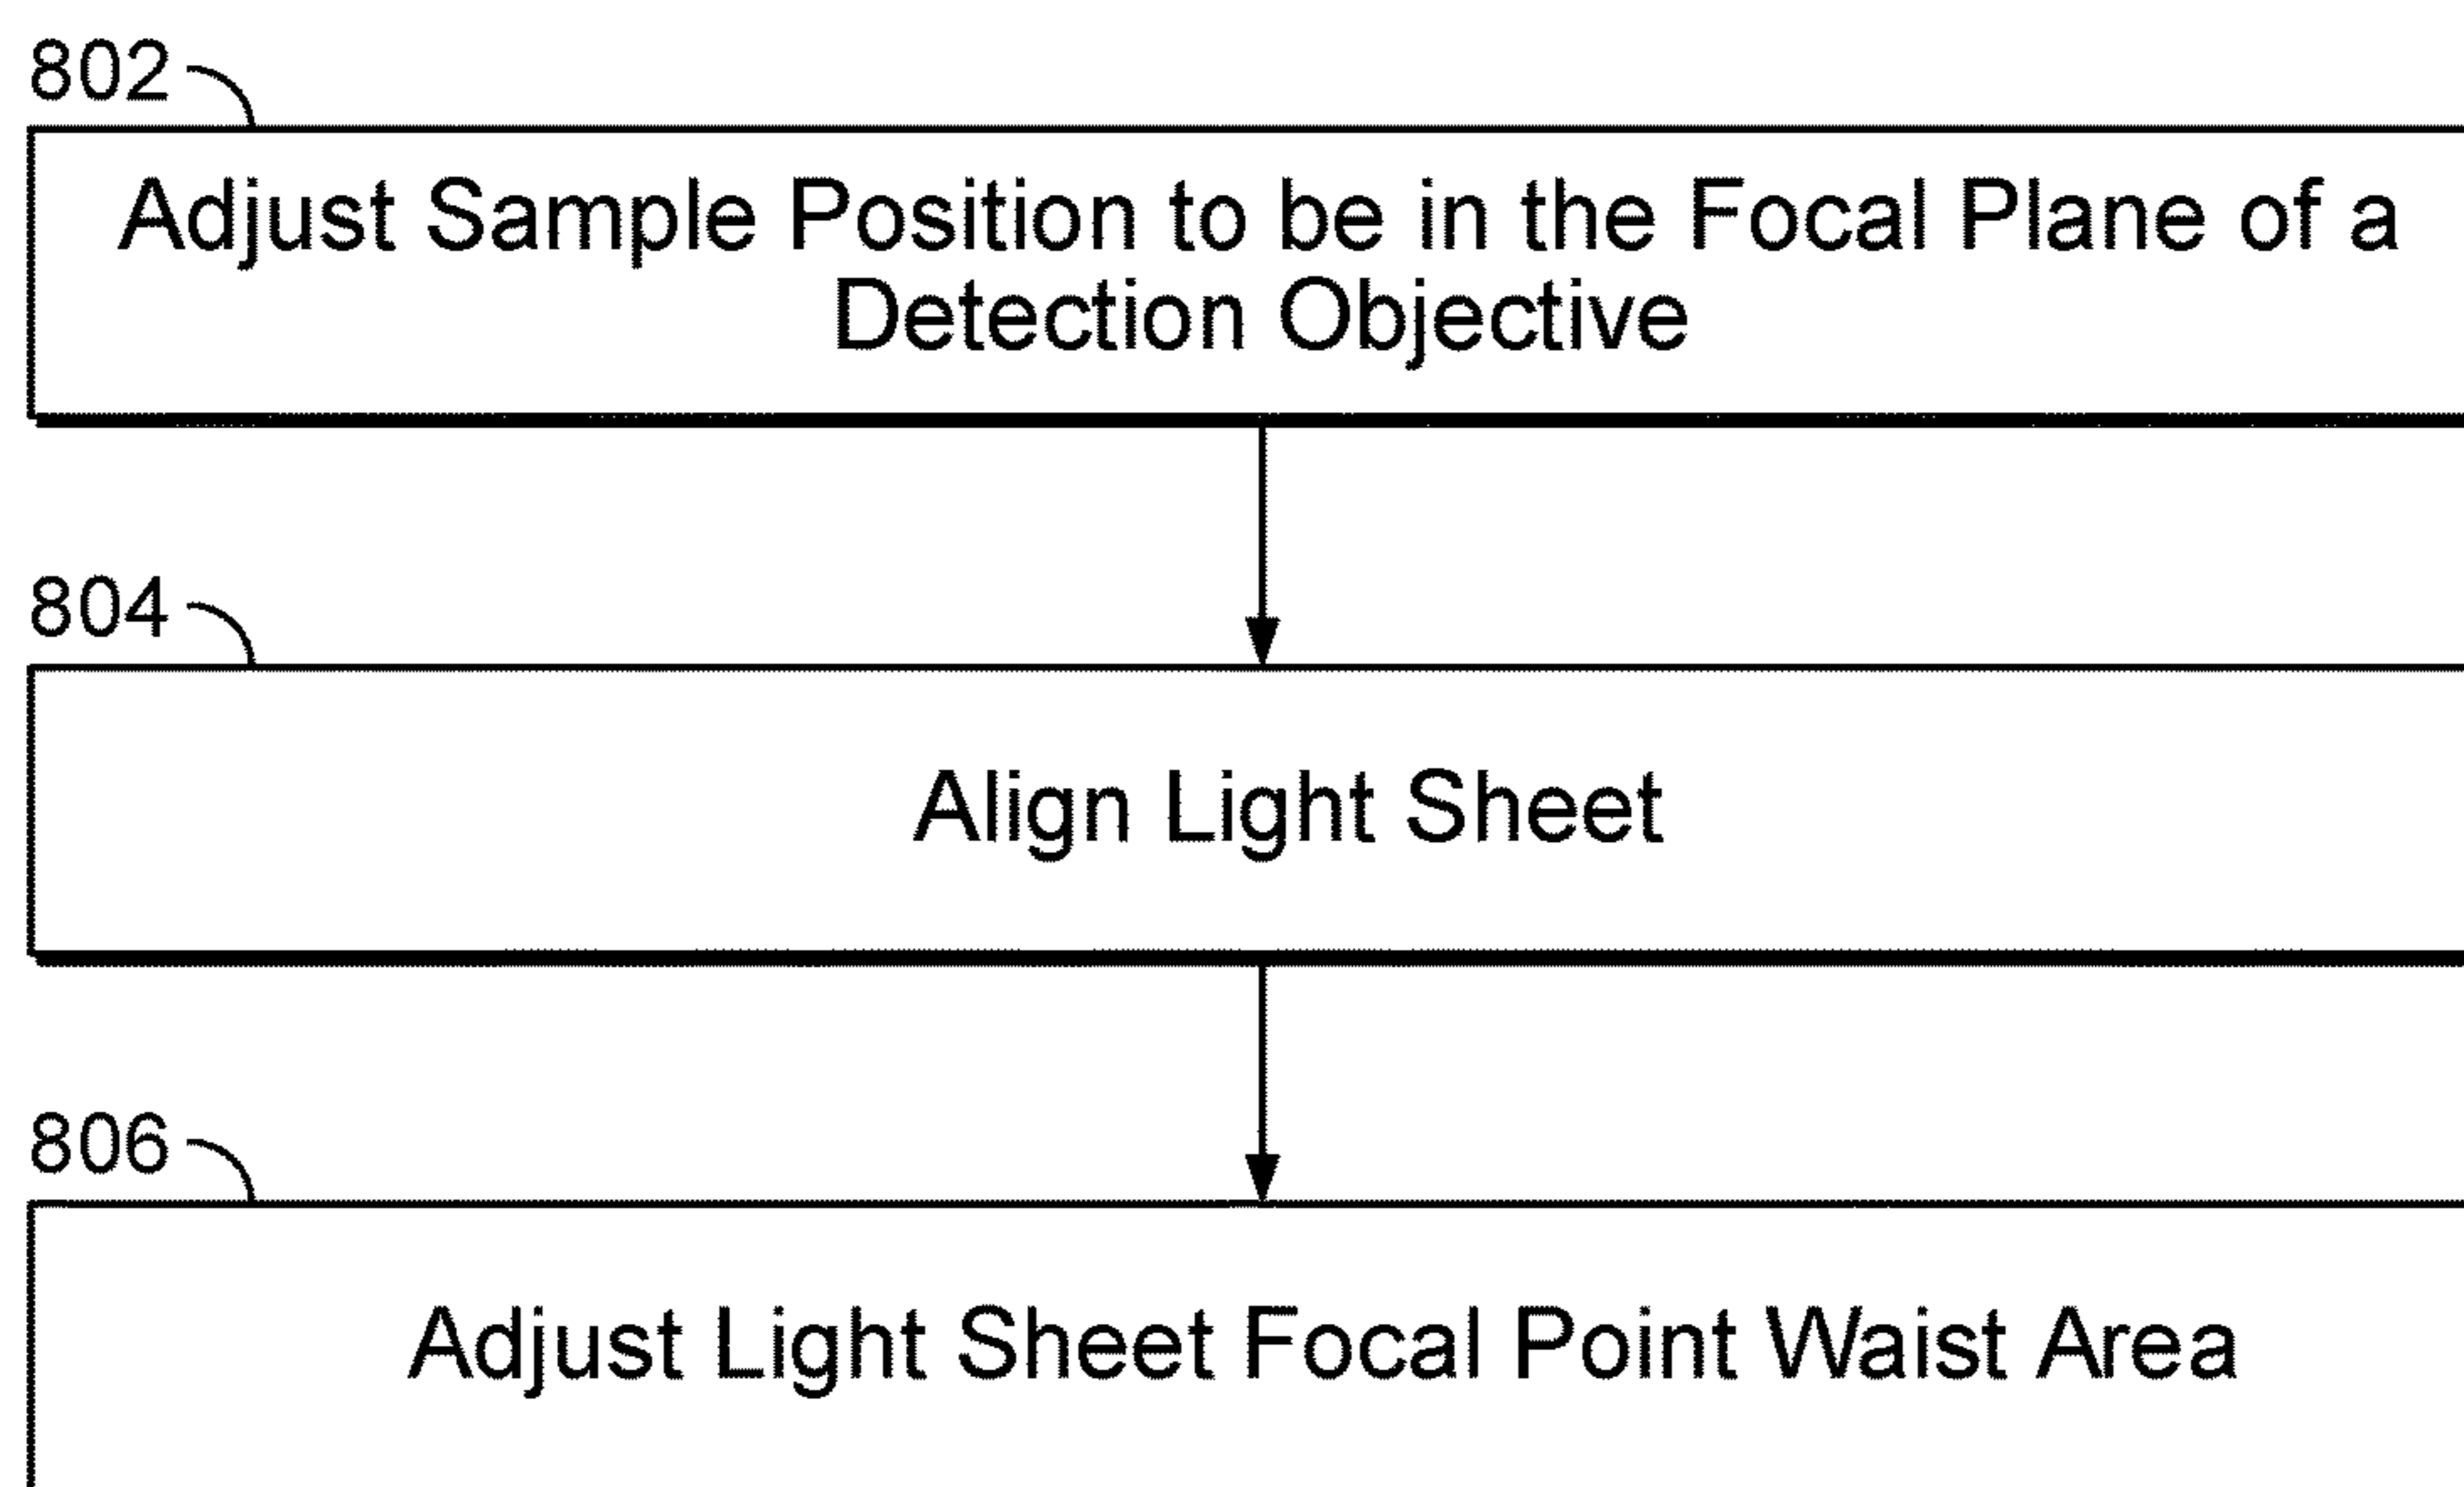 802
Adjust Sample Position to be in the Focal Plane of a
Detection Objective
804
Align Light Sheet
806
Adjust Light Sheet Focal Point Waist Area